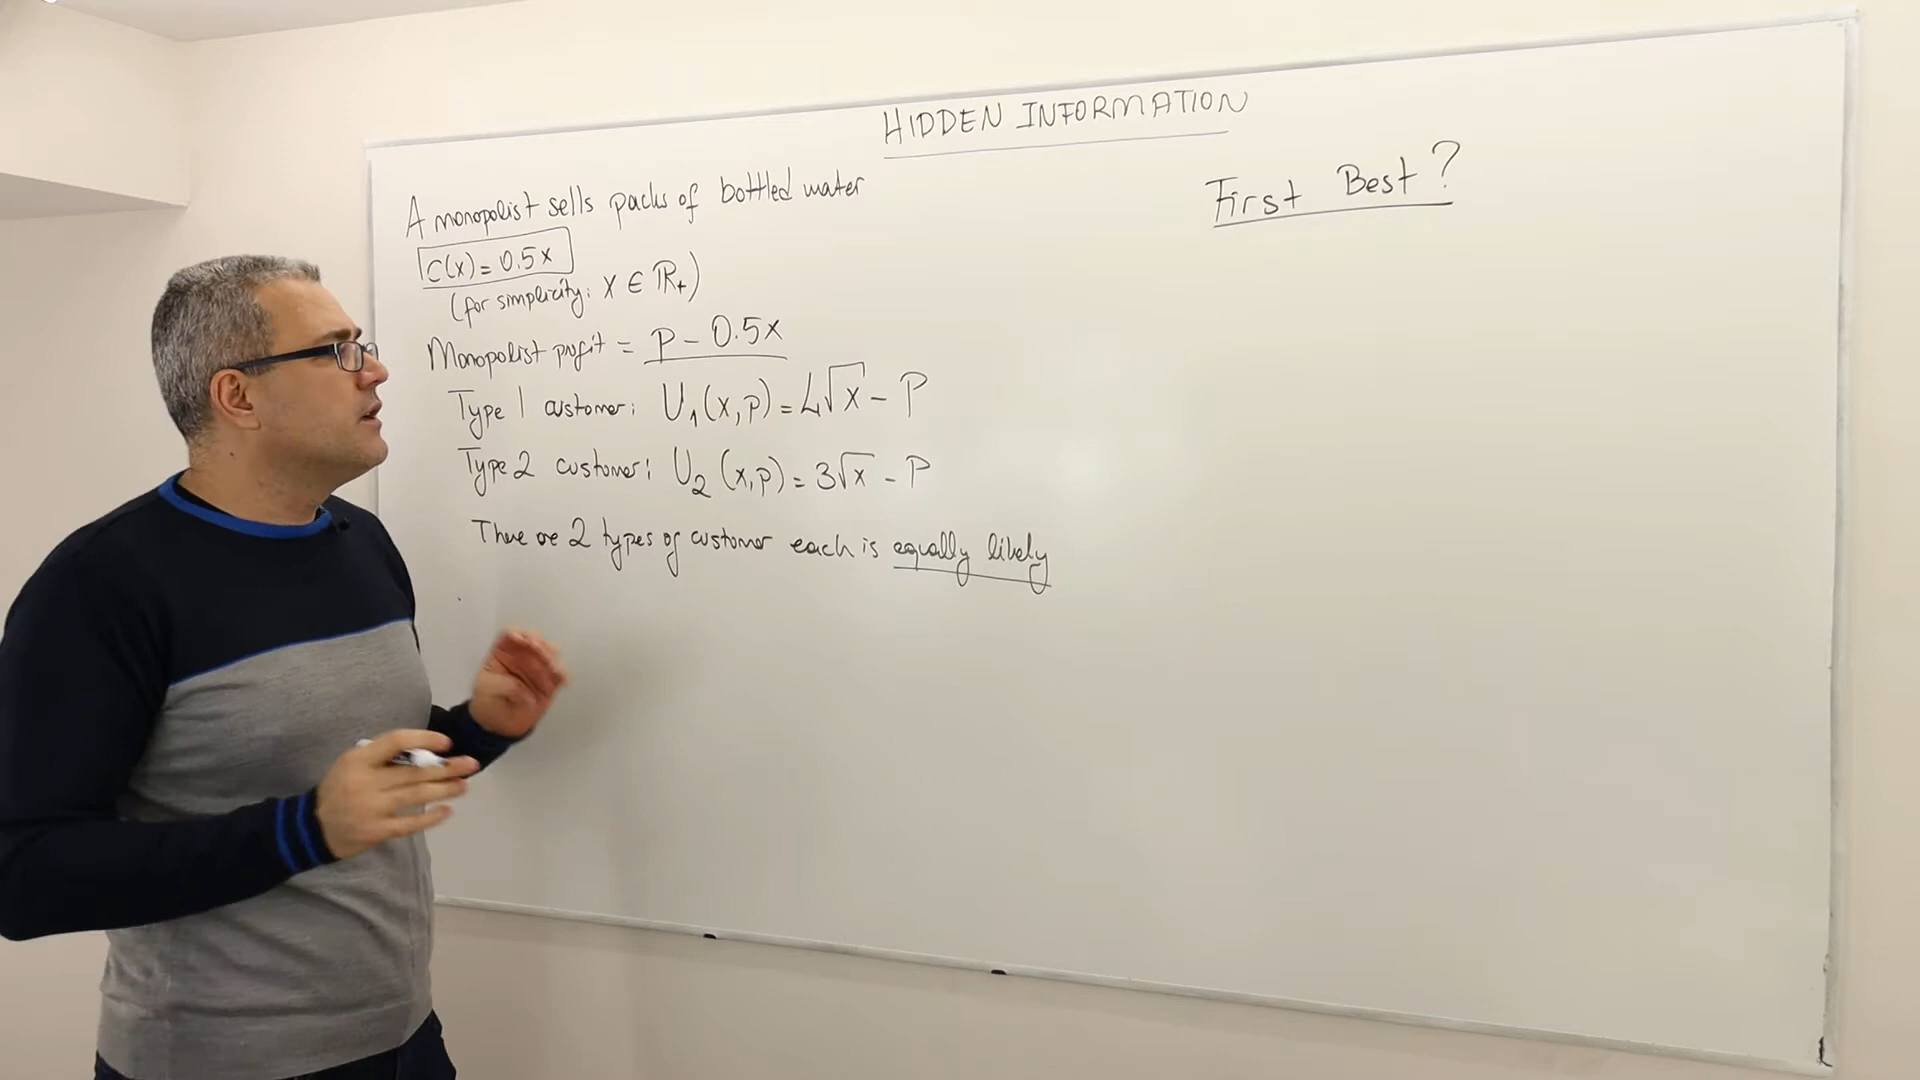 HIDDEN INFORMATION
A monopolist sells packs of bottled water
C(x) = 0.5x
(for simplicity: x ∈ ℝ₊)
Monopolist profit = P - 0.5x
Type 1 customer: U₁(x,p) = 4√x - P
Type 2 customer: U₂(x,p) = 3√x - P
There are 2 types of customer each is equally likely
First Best?